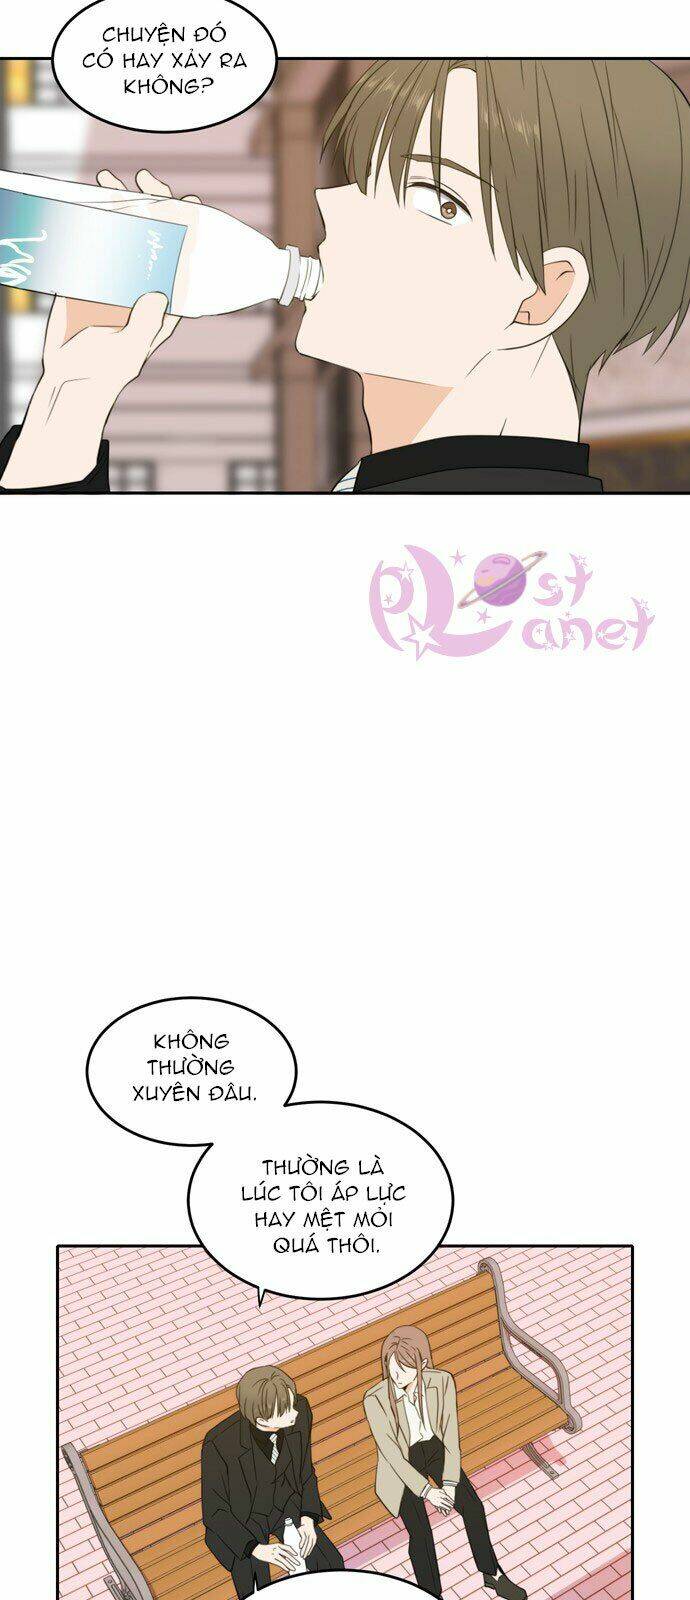 CHUYỆN ĐÓ
CÓ HAY XẢY RA
KHÔNG?
Lost
Planet
KHÔNG
THƯỜNG
XUYÊN ĐÂU.
THƯỜNG LÀ
LÚC TÔI ÁP LỰC
HAY MỆT MỎI
QUÁ THÔI.